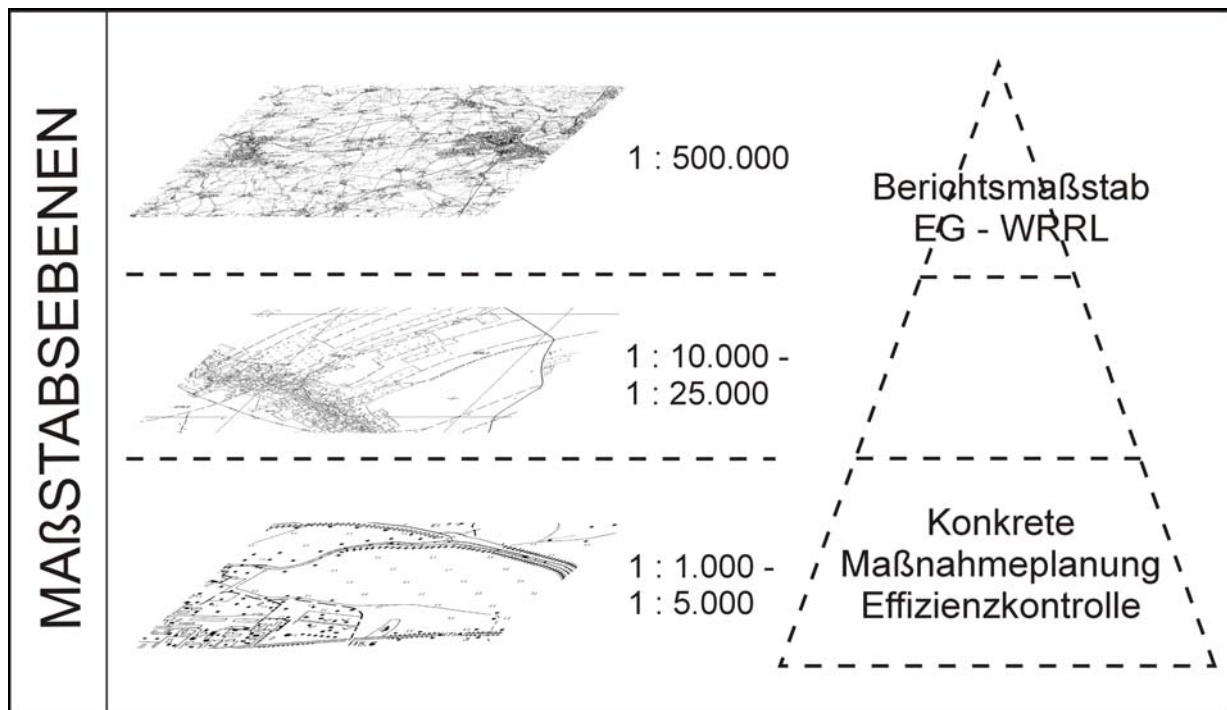 MAßSTABSEBENEN
1 : 500.000
Berichtsmaßstab
EG - WRRL
1 : 10.000 -
1 : 25.000
1 : 1.000 -
1 : 5.000
Konkrete
Maßnahmeplanung
Effizienzkontrolle